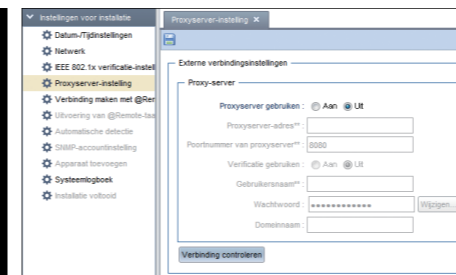 Instellingen voor installatie
Datum-/Tijdinstellingen
Netwerk
IEEE 802.1x verificatie-instell
Proxyserver-instelling
Verbinding maken met @Rem
Uitvoering van @Remote-taa
Automatische detectie
SNMP-accountinstelling
Apparaat toevoegen
Systeemlogboek
Installatie voltooid
Proxyserver-instelling ×
Externe verbindingsinstellingen
Proxy-server
Proxyserver gebruiken : Aan Uit
Proxyserver-adres** :
Poortnummer van proxyserver** : 8080
Verificatie gebruiken : Aan Uit
Gebruikersnaam** :
Wachtwoord : ************ Wijzigen...
Domeinnaam :
Verbinding controleren